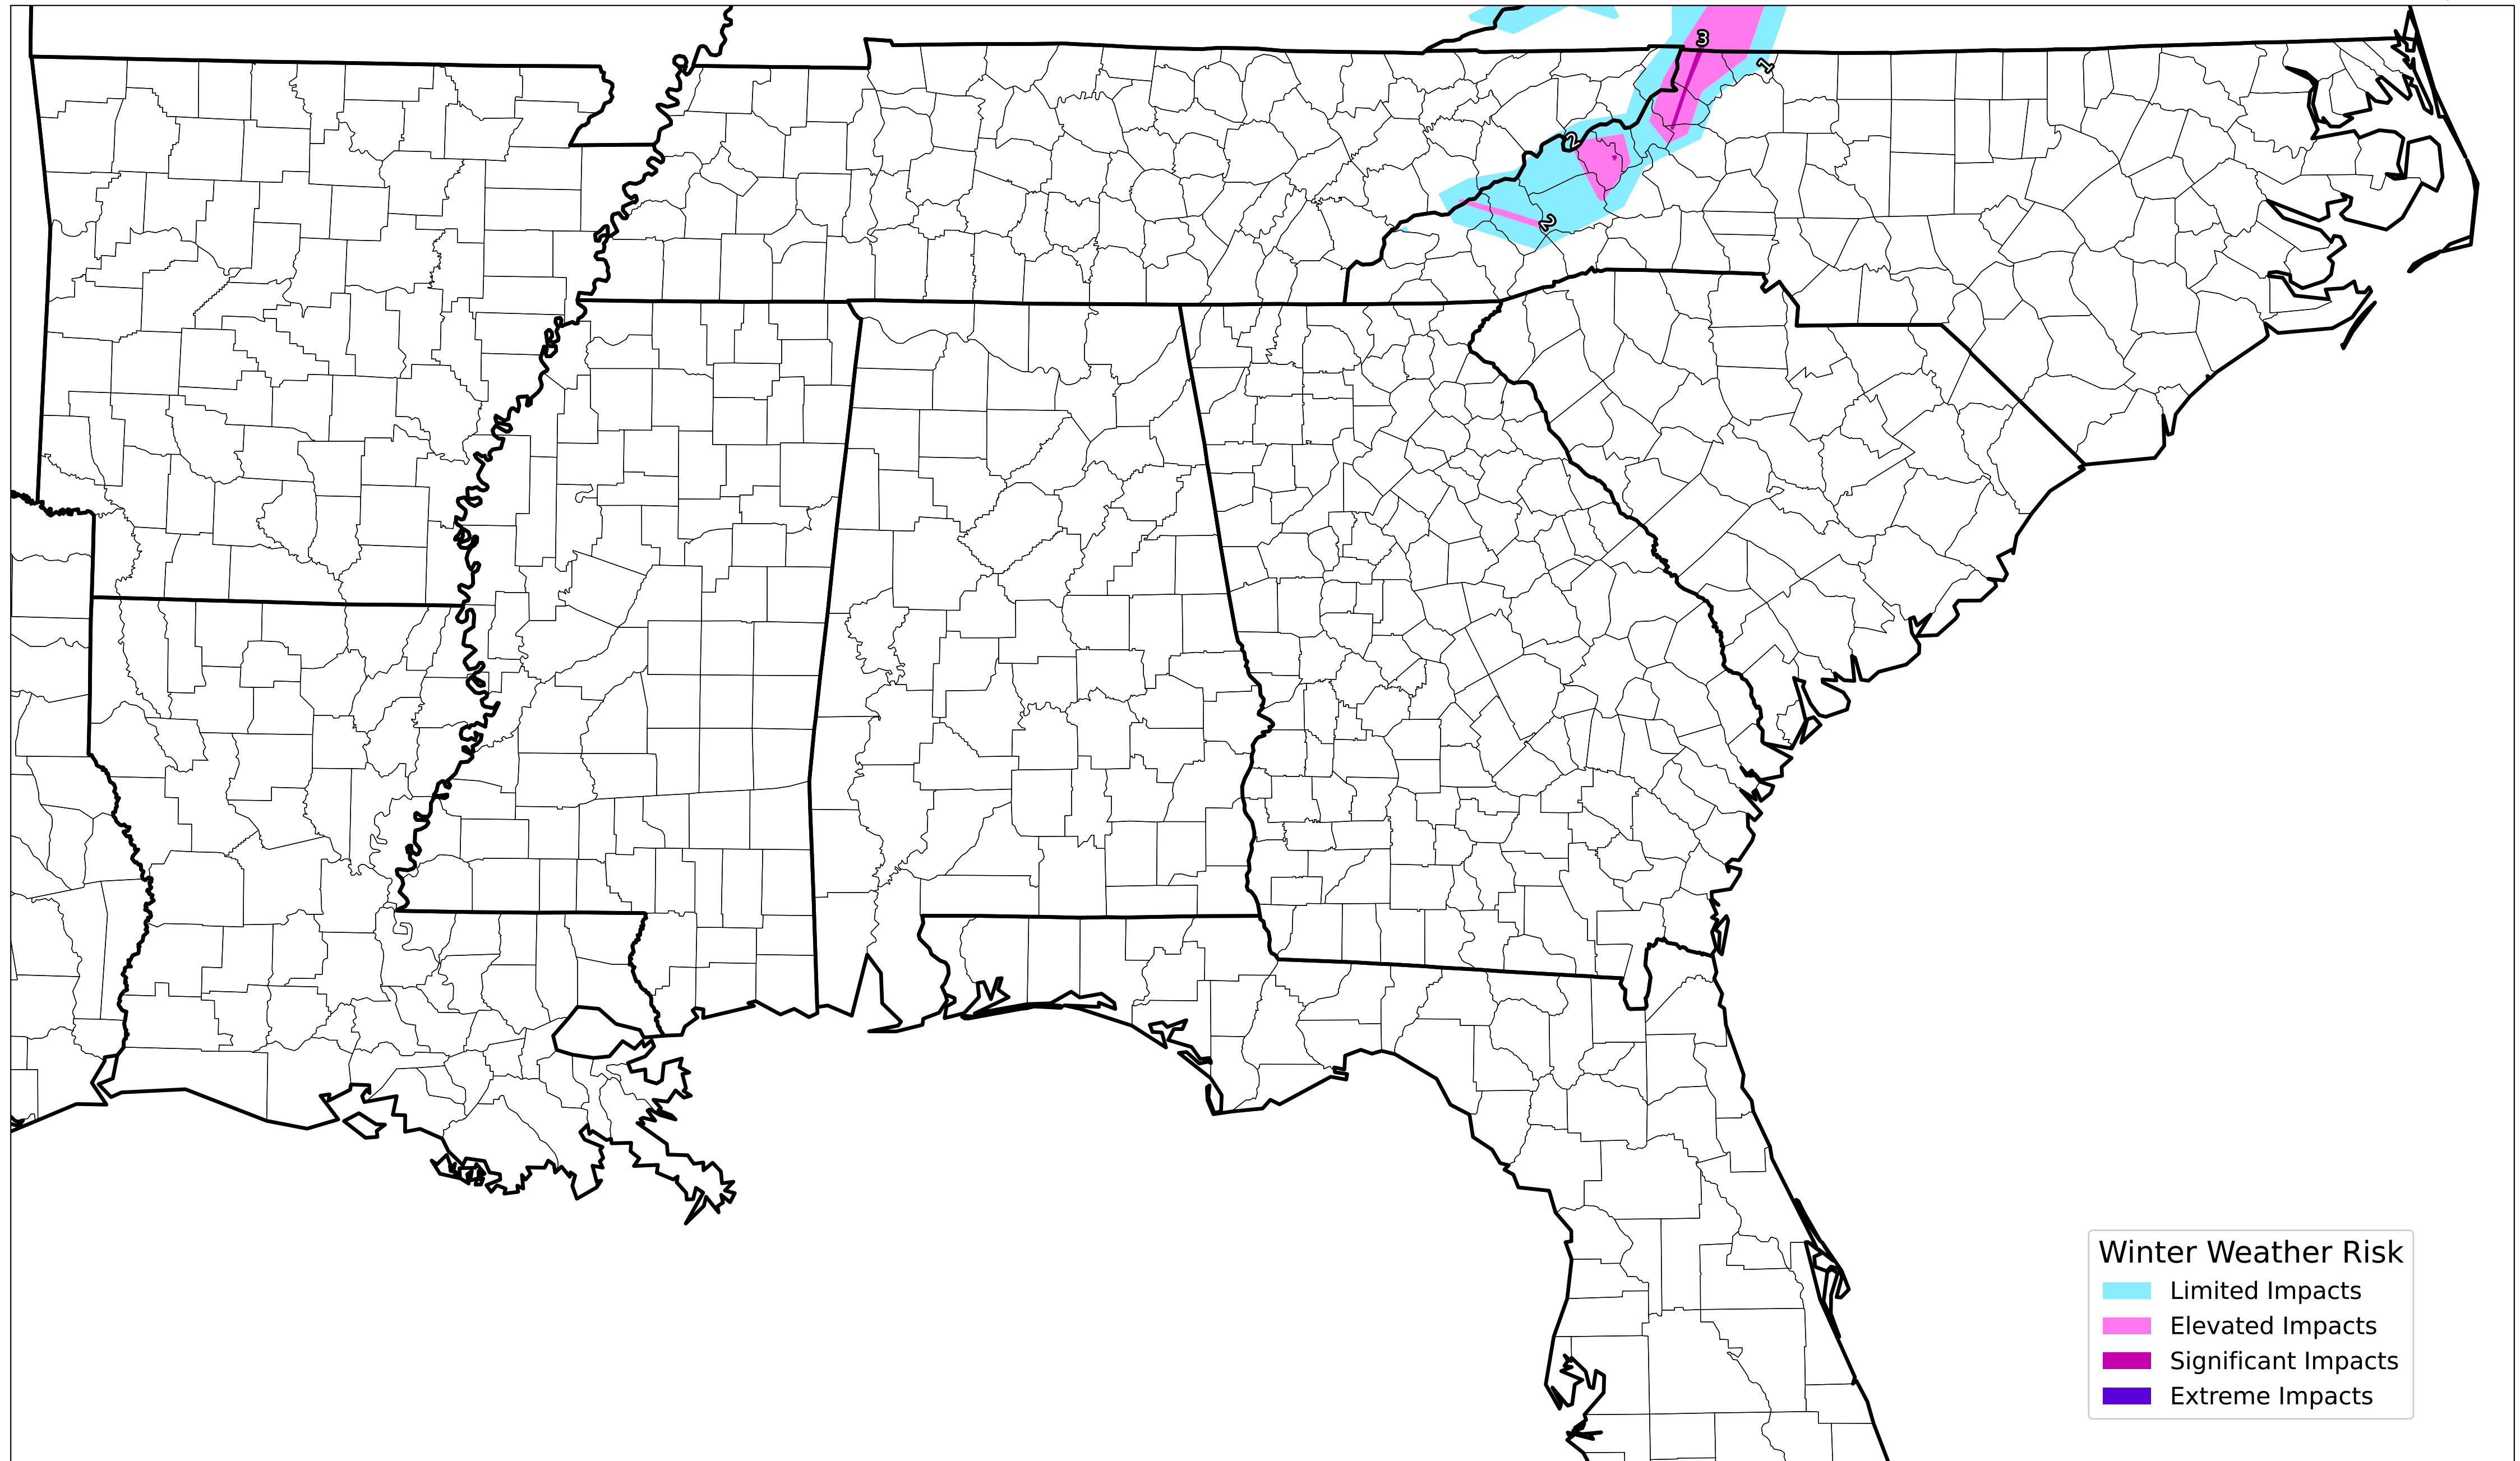 3
1
2
2
Winter Weather Risk
Limited Impacts
Elevated Impacts
Significant Impacts
Extreme Impacts